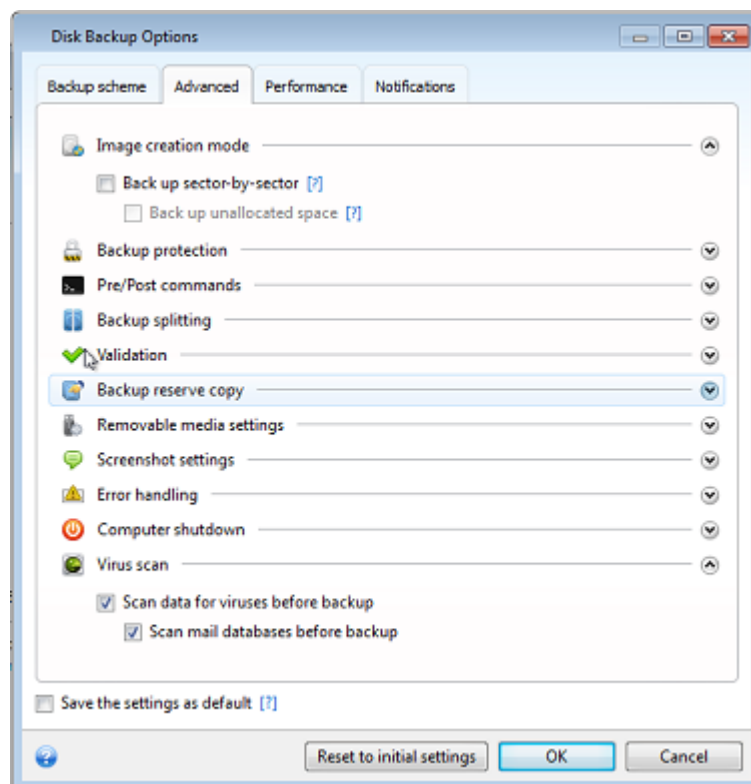 Disk Backup Options
Backup scheme Advanced Performance Notifications
Image creation mode
Back up sector-by-sector [?]
Back up unallocated space [?]
Backup protection
Pre/Post commands
Backup splitting
Validation
Backup reserve copy
Removable media settings
Screenshot settings
Error handling
Computer shutdown
Virus scan
Scan data for viruses before backup
Scan mail databases before backup
Save the settings as default [?]
Reset to initial settings OK Cancel